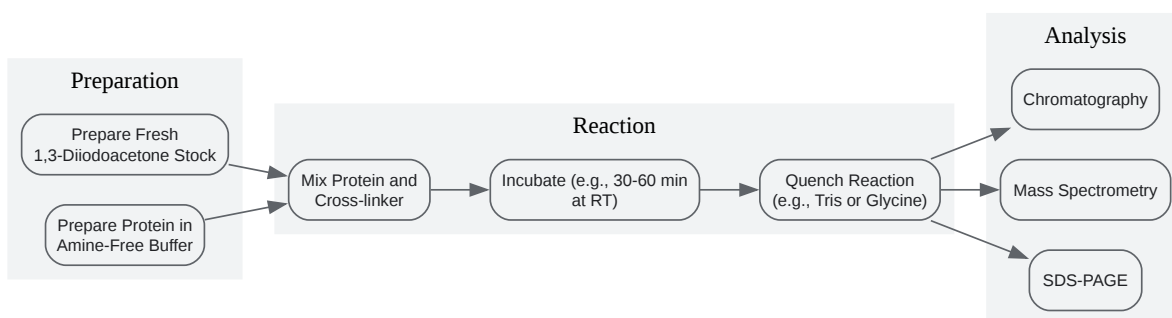 Preparation
Prepare Fresh
1,3-Diiodoacetone Stock
Prepare Protein in
Amine-Free Buffer
Reaction
Mix Protein and
Cross-linker
Incubate (e.g., 30-60 min
at RT)
Quench Reaction
(e.g., Tris or Glycine)
Analysis
Chromatography
Mass Spectrometry
SDS-PAGE